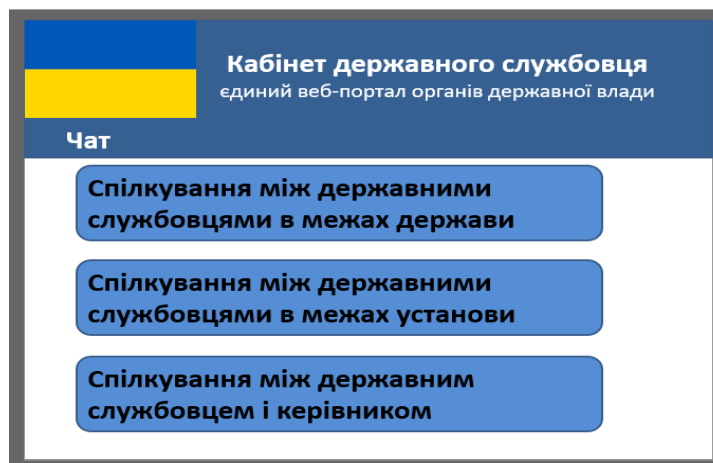 Кабінет державного службовця
єдиний веб-портал органів державної влади
Чат
Спілкування між державними
службовцями в межах держави
Спілкування між державними
службовцями в межах установи
Спілкування між державним
службовцем і керівником